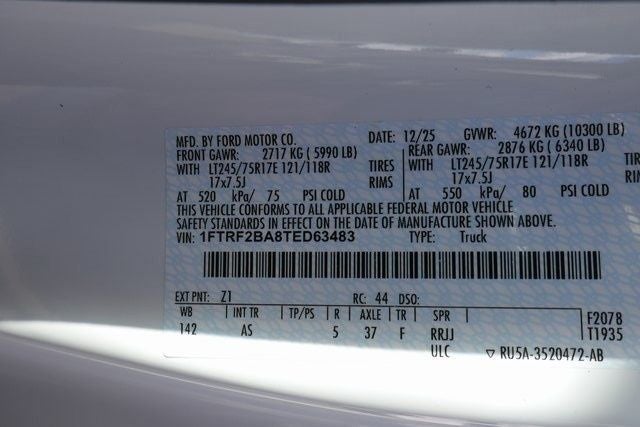 MFD. BY FORD MOTOR CO. DATE: 12/25 GVWR: 4672 KG (10300 LB)
FRONT GAWR: 2717 KG ( 5990 LB) REAR GAWR: 2876 KG ( 6340 LB)
WITH LT245/75R17E 121/118R TIRES WITH LT245/75R17E 121/118R
17x7.5J RIMS 17x7.5J
AT 520 kPa/ 75 PSI COLD AT 550 kPa/ 80 PSI COLD
THIS VEHICLE CONFORMS TO ALL APPLICABLE FEDERAL MOTOR VEHICLE
SAFETY STANDARDS IN EFFECT ON THE DATE OF MANUFACTURE SHOWN ABOVE.
VIN: 1FTRF2BA8TED63483 TYPE: Truck
EXT PNT: Z1 RC: 44 DSO:
WB INT TR TP/PS R AXLE TR SPR F2078
142 AS 5 37 F RRJJ T1935
ULC ▽ RU5A-3520472-AB